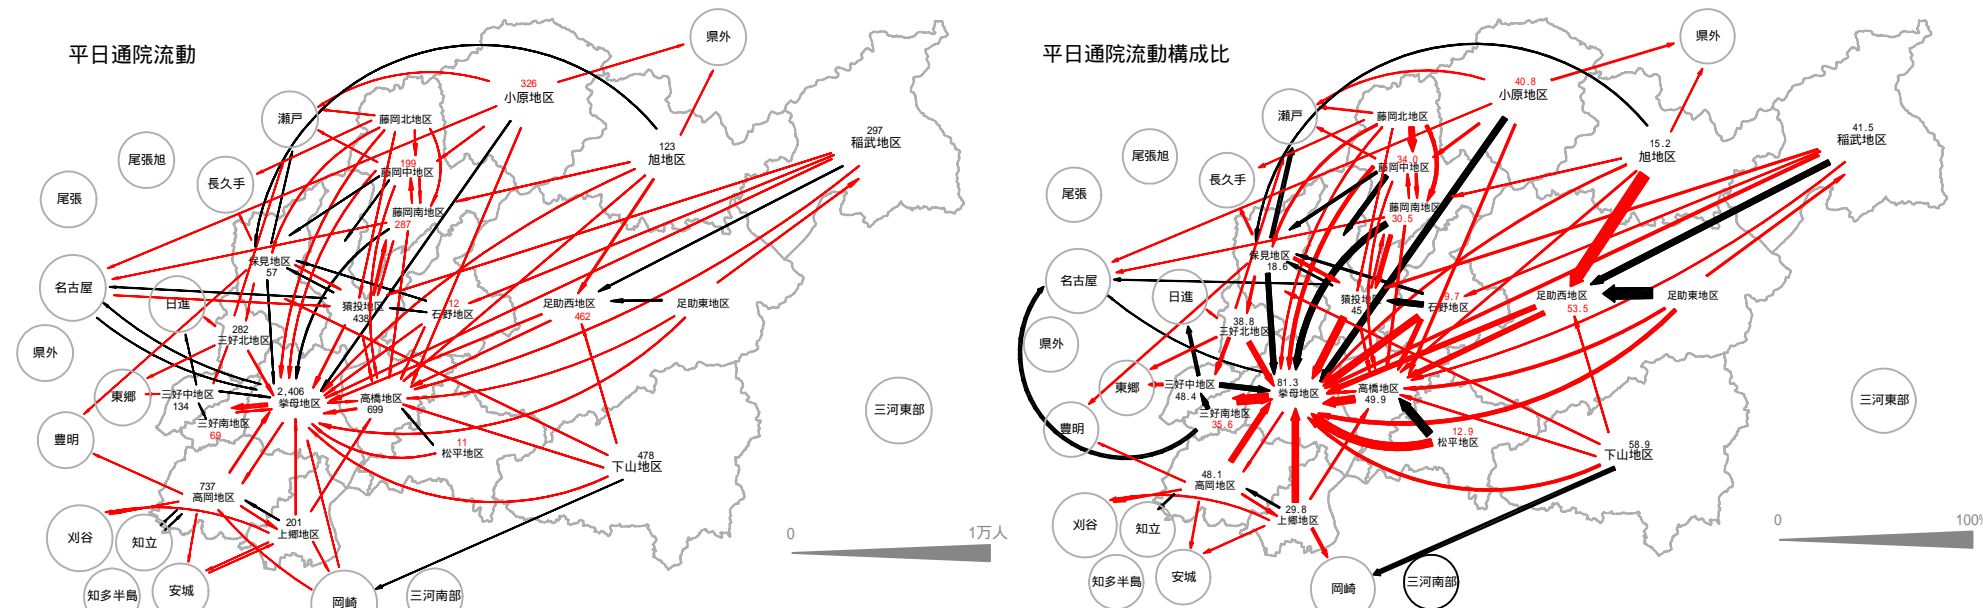 平日通院流動
県外
326
小原地区
瀬戸
藤岡北地区
尾張旭
199
藤岡中地区
123
旭地区
297
稲武地区
長久手
尾張
藤岡南地区
287
保見地区
57
名古屋
日進
猿投地区
438
12
石野地区
足助西地区
462
足助東地区
282
三好北地区
県外
東郷
三好中地区
134
2,406
挙母地区
高橋地区
699
三好南地区
69
三河東部
豊明
11
松平地区
478
下山地区
737
高岡地区
201
上郷地区
刈谷
知立
知多半島
安城
岡崎
三河南部
0
1万人
平日通院流動構成比
県外
40.8
小原地区
瀬戸
藤岡北地区
尾張旭
34.0
藤岡中地区
15.2
旭地区
41.5
稲武地区
長久手
尾張
藤岡南地区
30.5
保見地区
18.6
名古屋
日進
猿投地区
9.7
石野地区
足助西地区
53.5
足助東地区
38.8
三好北地区
県外
東郷
三好中地区
48.4
81.3
挙母地区
高橋地区
49.9
三好南地区
35.6
三河東部
豊明
12.9
松平地区
58.9
下山地区
48.1
高岡地区
29.8
上郷地区
刈谷
知立
知多半島
安城
岡崎
三河南部
0